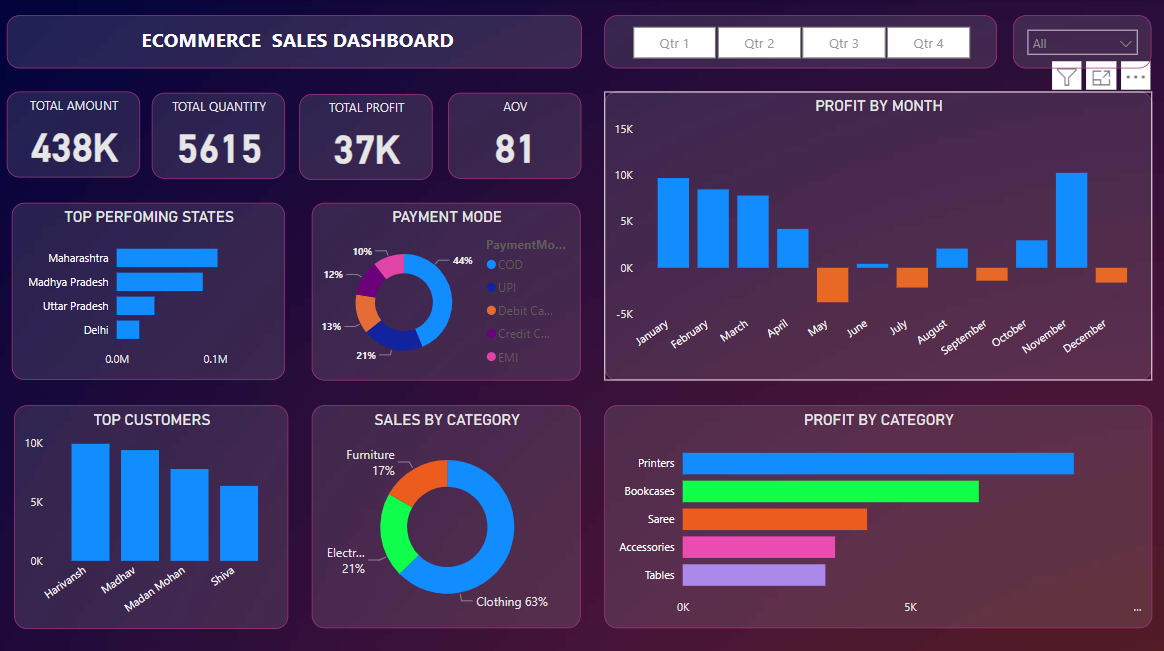 ECOMMERCE  SALES DASHBOARD
Qtr 1
Qtr 2
Qtr 3
Qtr 4
All
TOTAL AMOUNT
438K
TOTAL QUANTITY
5615
TOTAL PROFIT
37K
AOV
81
PROFIT BY MONTH
15K
10K
5K
0K
-5K
January
February
March
April
May
June
July
August
September
October
November
December
TOP PERFOMING STATES
Maharashtra
Madhya Pradesh
Uttar Pradesh
Delhi
0.0M
0.1M
PAYMENT MODE
10%
12%
13%
21%
44%
PaymentMo...
COD
UPI
Debit Ca...
Credit C...
EMI
TOP CUSTOMERS
10K
5K
0K
Harivansh
Madhav
Madan Mohan
Shiva
SALES BY CATEGORY
Furniture
17%
Electr...
21%
Clothing 63%
PROFIT BY CATEGORY
Printers
Bookcases
Saree
Accessories
Tables
0K
5K
...